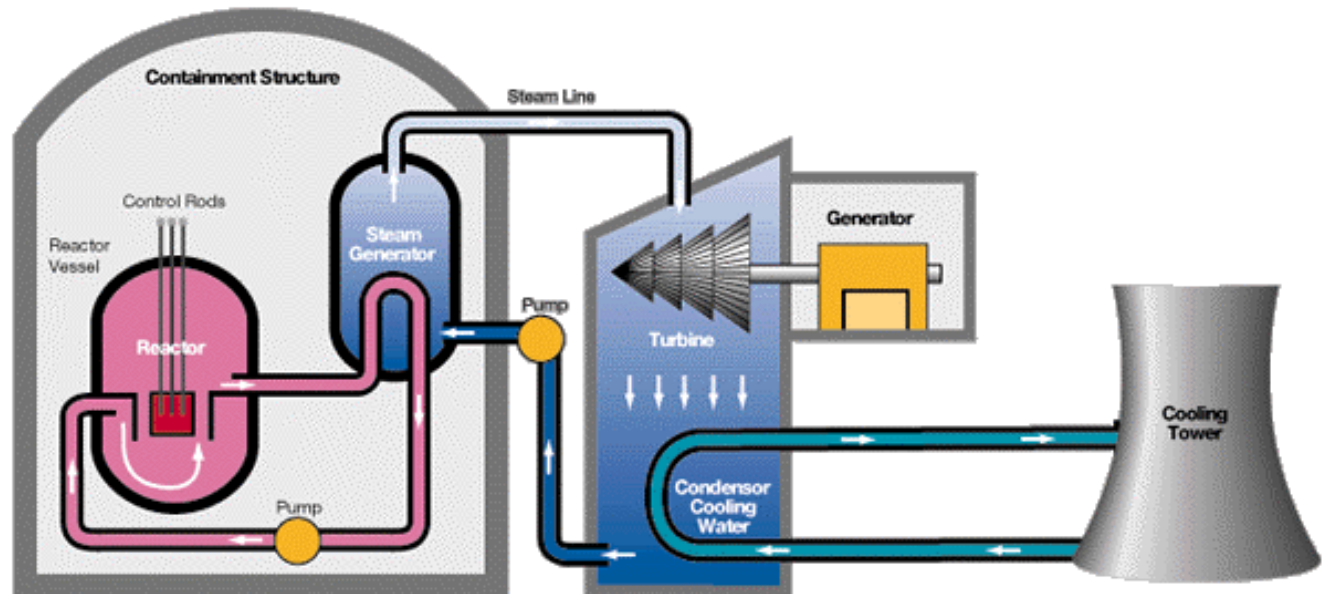 Containment Structure
Steam Line
Control Rods
Reactor
Vessel
Steam
Generator
Generator
Pump
Reactor
Turbine
Cooling
Tower
Condensor
Cooling
Water
Pump